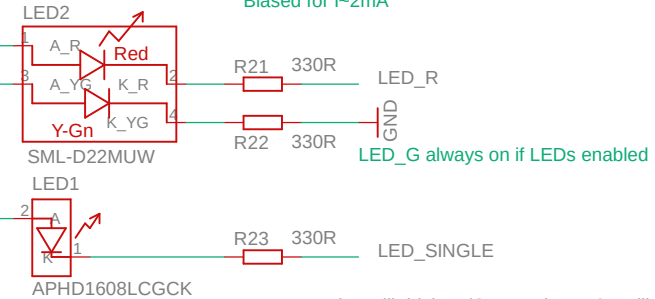 LED2
Biased for I~2mA
1
A_R
Red
R21
330R
LED_R
3
A_YG
K_R
2
K_YG
4
Y-Gn
R22
330R
GND
SML-D22MUW
LED_G always on if LEDs enabled
LED1
2
A
K
1
R23
330R
LED_SINGLE
APHD1608LCGCK